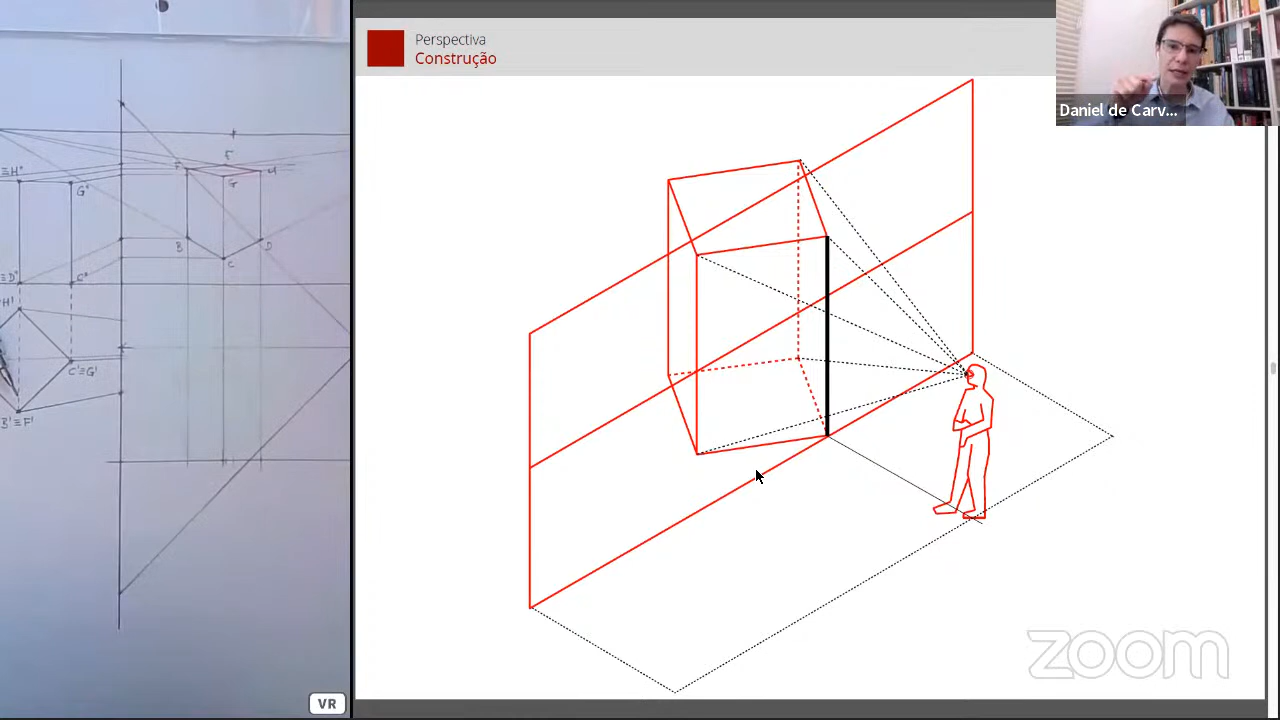 Perspectiva
Construção
Daniel de Carv...
≡H"
G"
F
E
G
H
B
D
C
≡D"
C"
H'
C'≡G'
B'≡F'
VR
zoom